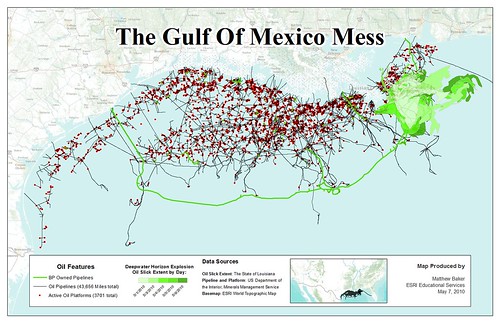 The Gulf Of Mexico Mess
Oil Features
BP Owned Pipelines
Oil Pipelines (43,656 Miles total)
Active Oil Platforms (3701 total)
Deepwater Horizon Explosion
Oil Slick Extent by Day:
Data Sources
Oil Slick Extent: The State of Louisiana
Pipeline and Platform: US Department of
the Interior, Minerals Management Service
Basemap: ESRI World Topographic Map
Map Produced by
Matthew Baker
ESRI Educational Services
May 7, 2010